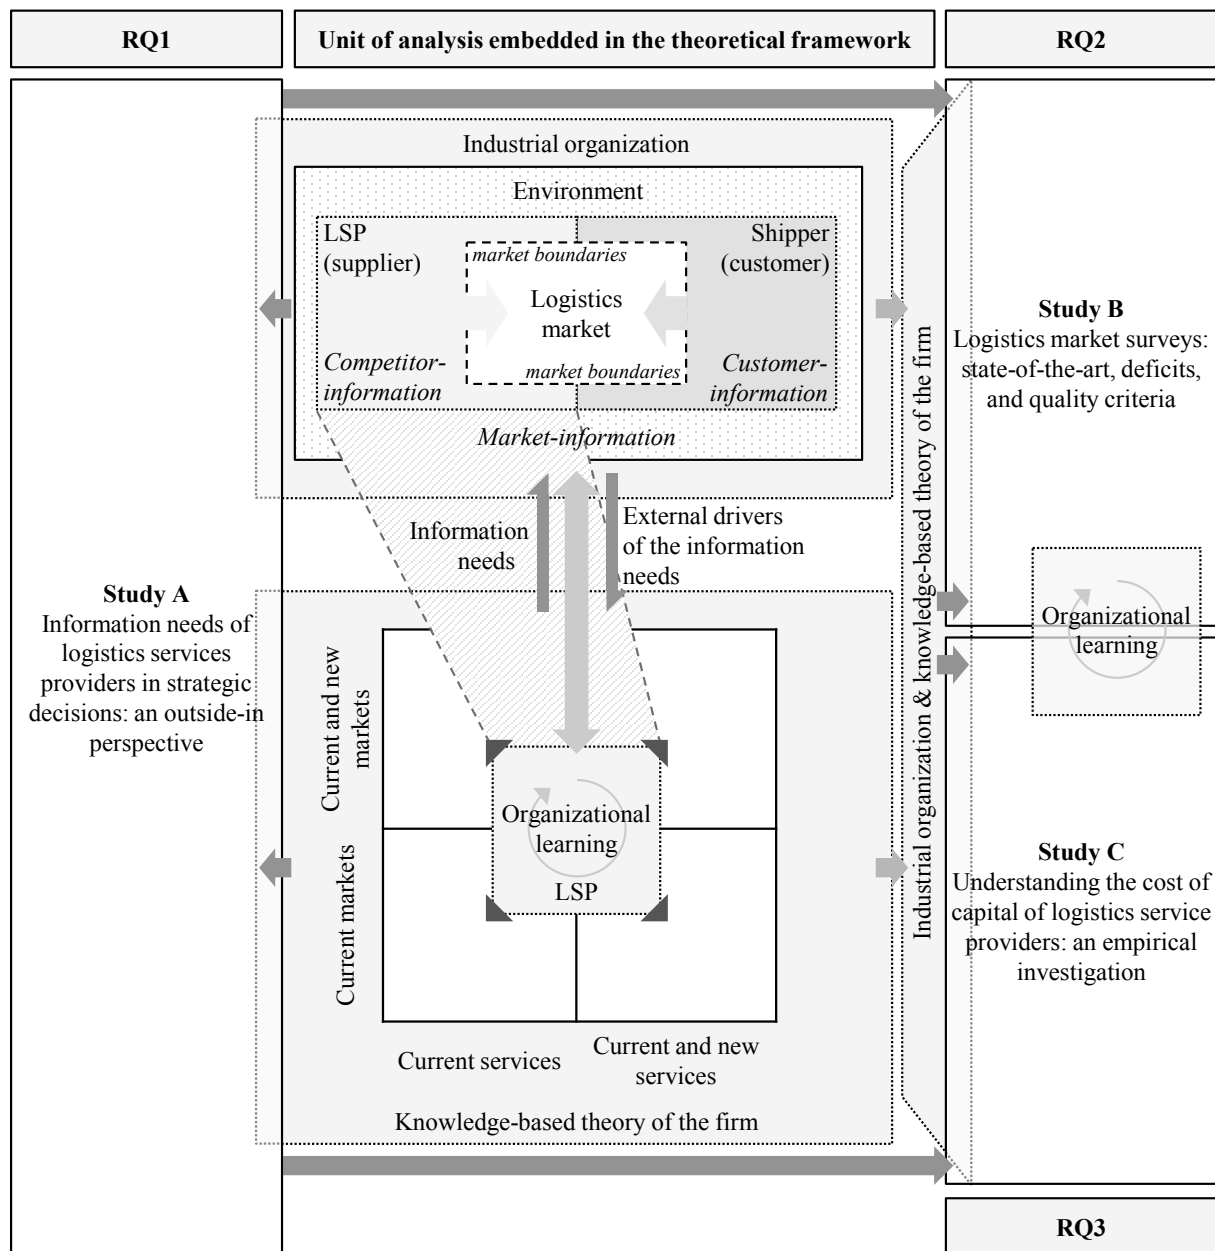 RQ1
Unit of analysis embedded in the theoretical framework
RQ2
Study A
Information needs of
logistics services
providers in strategic
decisions: an outside-in
perspective
Industrial organization
Environment
LSP
(supplier)
Shipper
(customer)
market boundaries
Logistics
market
market boundaries
Competitor-
information
Customer-
information
Market-information
Information
needs
External drivers
of the information
needs
Current and new
markets
Current markets
Organizational
learning
LSP
Current services
Current and new
services
Knowledge-based theory of the firm
Industrial organization & knowledge-based theory of the firm
Study B
Logistics market surveys:
state-of-the-art, deficits,
and quality criteria
Organizational
learning
Study C
Understanding the cost of
capital of logistics service
providers: an empirical
investigation
RQ3